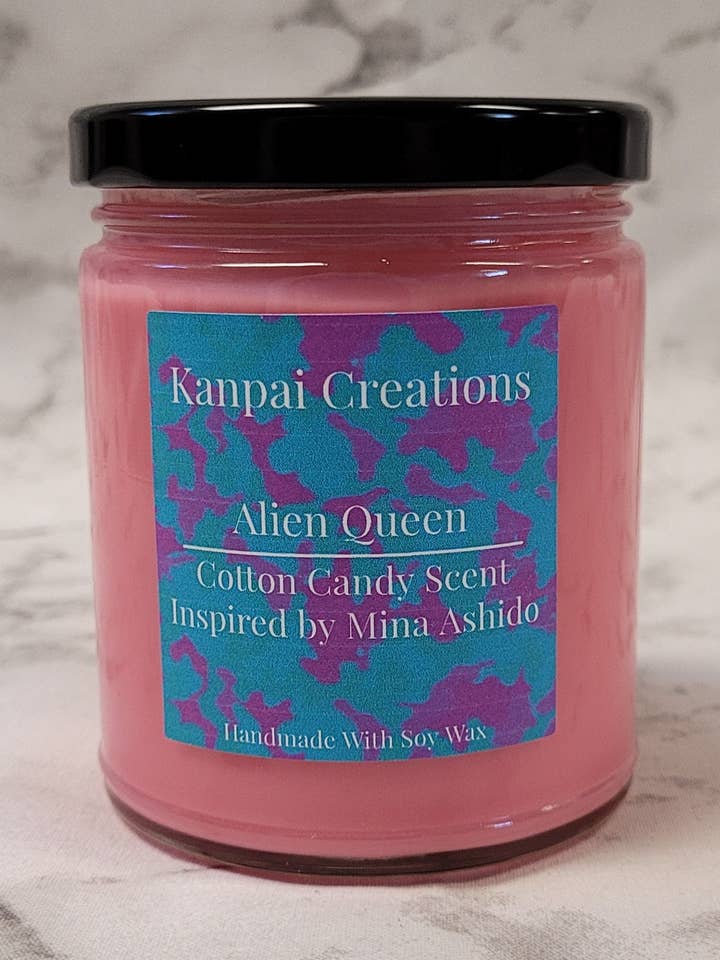 Kanpai Creations
Alien Queen
Cotton Candy Scent
Inspired by Mina Ashido
Handmade With Soy Wax